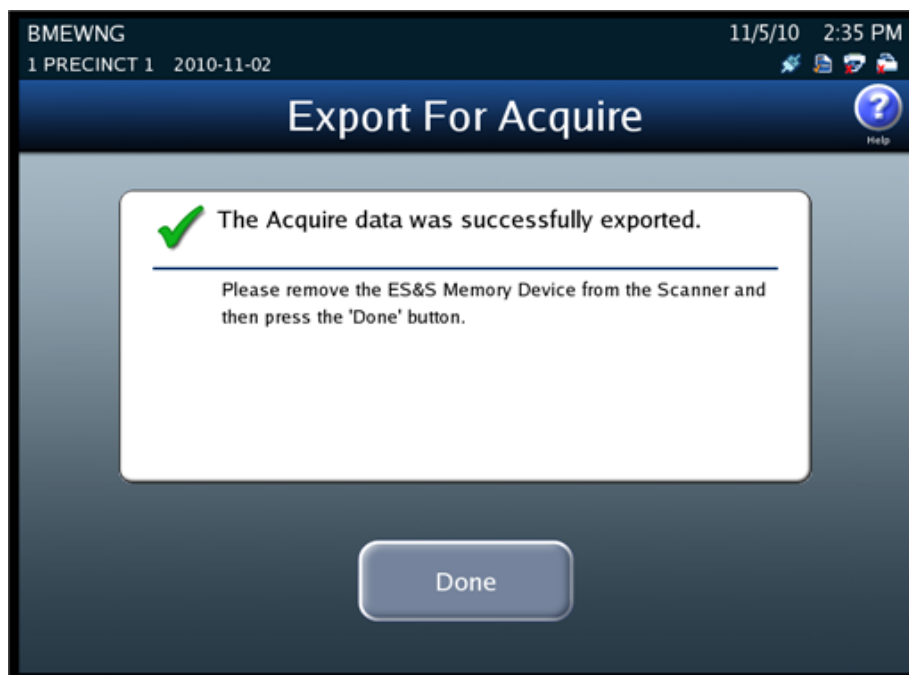 BMEWNG
11/5/10 2:35 PM
1 PRECINCT 1 2010-11-02
Export For Acquire
?
Help
The Acquire data was successfully exported.
Please remove the ES&S Memory Device from the Scanner and
then press the 'Done' button.
Done